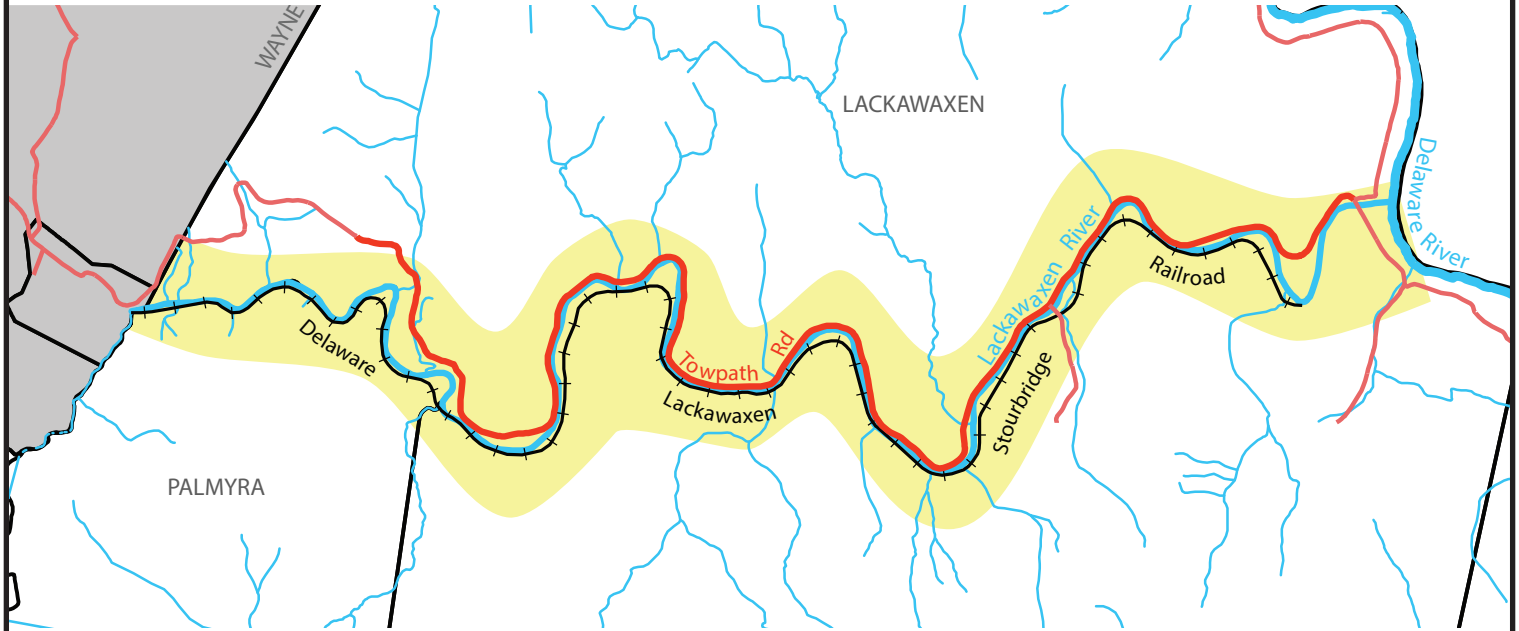 WAYNE
LACKAWAXEN
Delaware River
Lackawaxen River
Railroad
Delaware
Towpath Rd
Lackawaxen
Stourbridge
PALMYRA